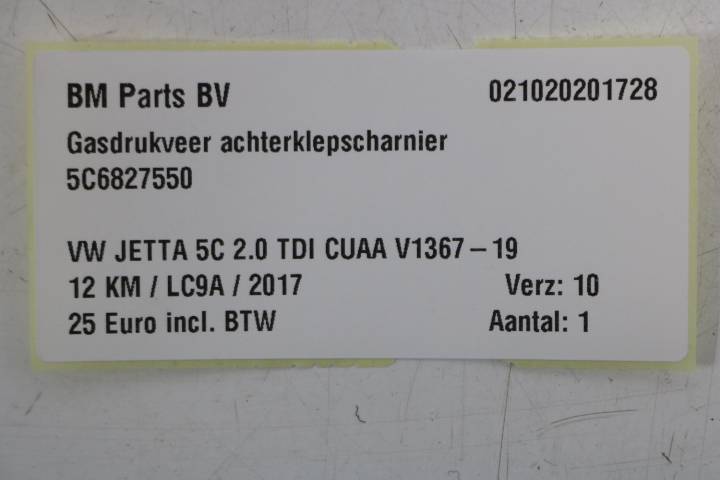 BM Parts BV 021020201728
Gasdrukveer achterklepscharnier
5C6827550
VW JETTA 5C 2.0 TDI CUAA V1367 – 19
12 KM / LC9A / 2017 Verz: 10
25 Euro incl. BTW Aantal: 1